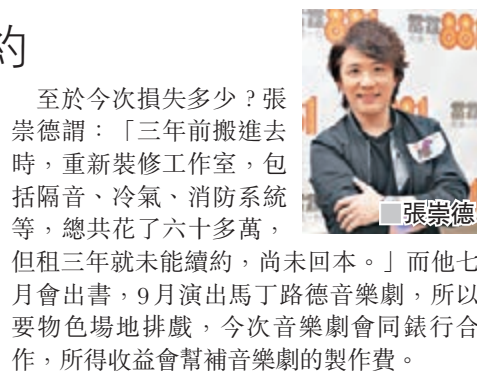 約
至於今次損失多少？張
崇德謂：「三年前搬進去
時，重新裝修工作室，包
括隔音、冷氣、消防系統
等，總共花了六十多萬，
但租三年就未能續約，尚未回本。」而他七
月會出書，9月演出馬丁路德音樂劇，所以
要物色場地排戲，今次音樂劇會同錶行合
作，所得收益會幫補音樂劇的製作費。
881
■張崇德